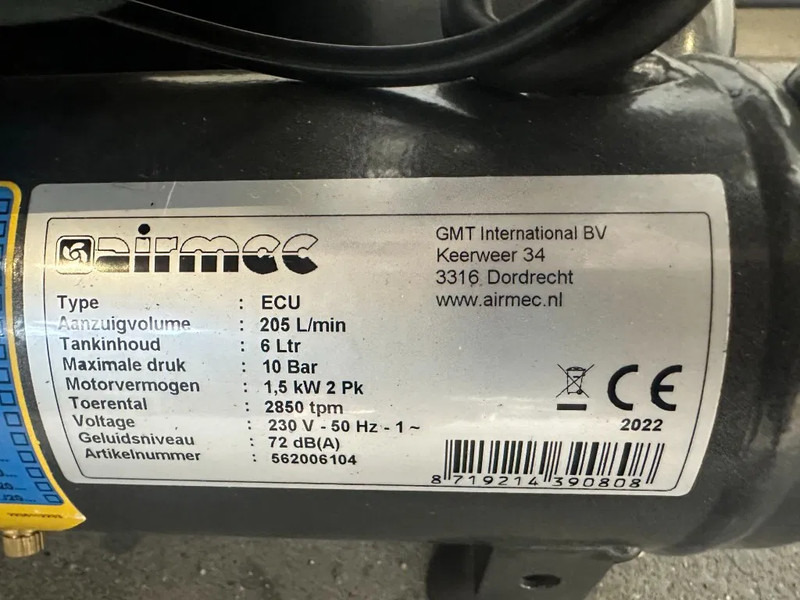 airmec
GMT International BV
Keerweer 34
3316 Dordrecht
www.airmec.nl
Type : ECU
Aanzuigvolume : 205 L/min
Tankinhoud : 6 Ltr
Maximale druk : 10 Bar
Motorvermogen : 1,5 kW 2 Pk
Toerental : 2850 tpm
Voltage : 230 V - 50 Hz - 1 ~
Geluidsniveau : 72 dB(A)
Artikelnummer : 562006104
CE
2022
8 719214 390808